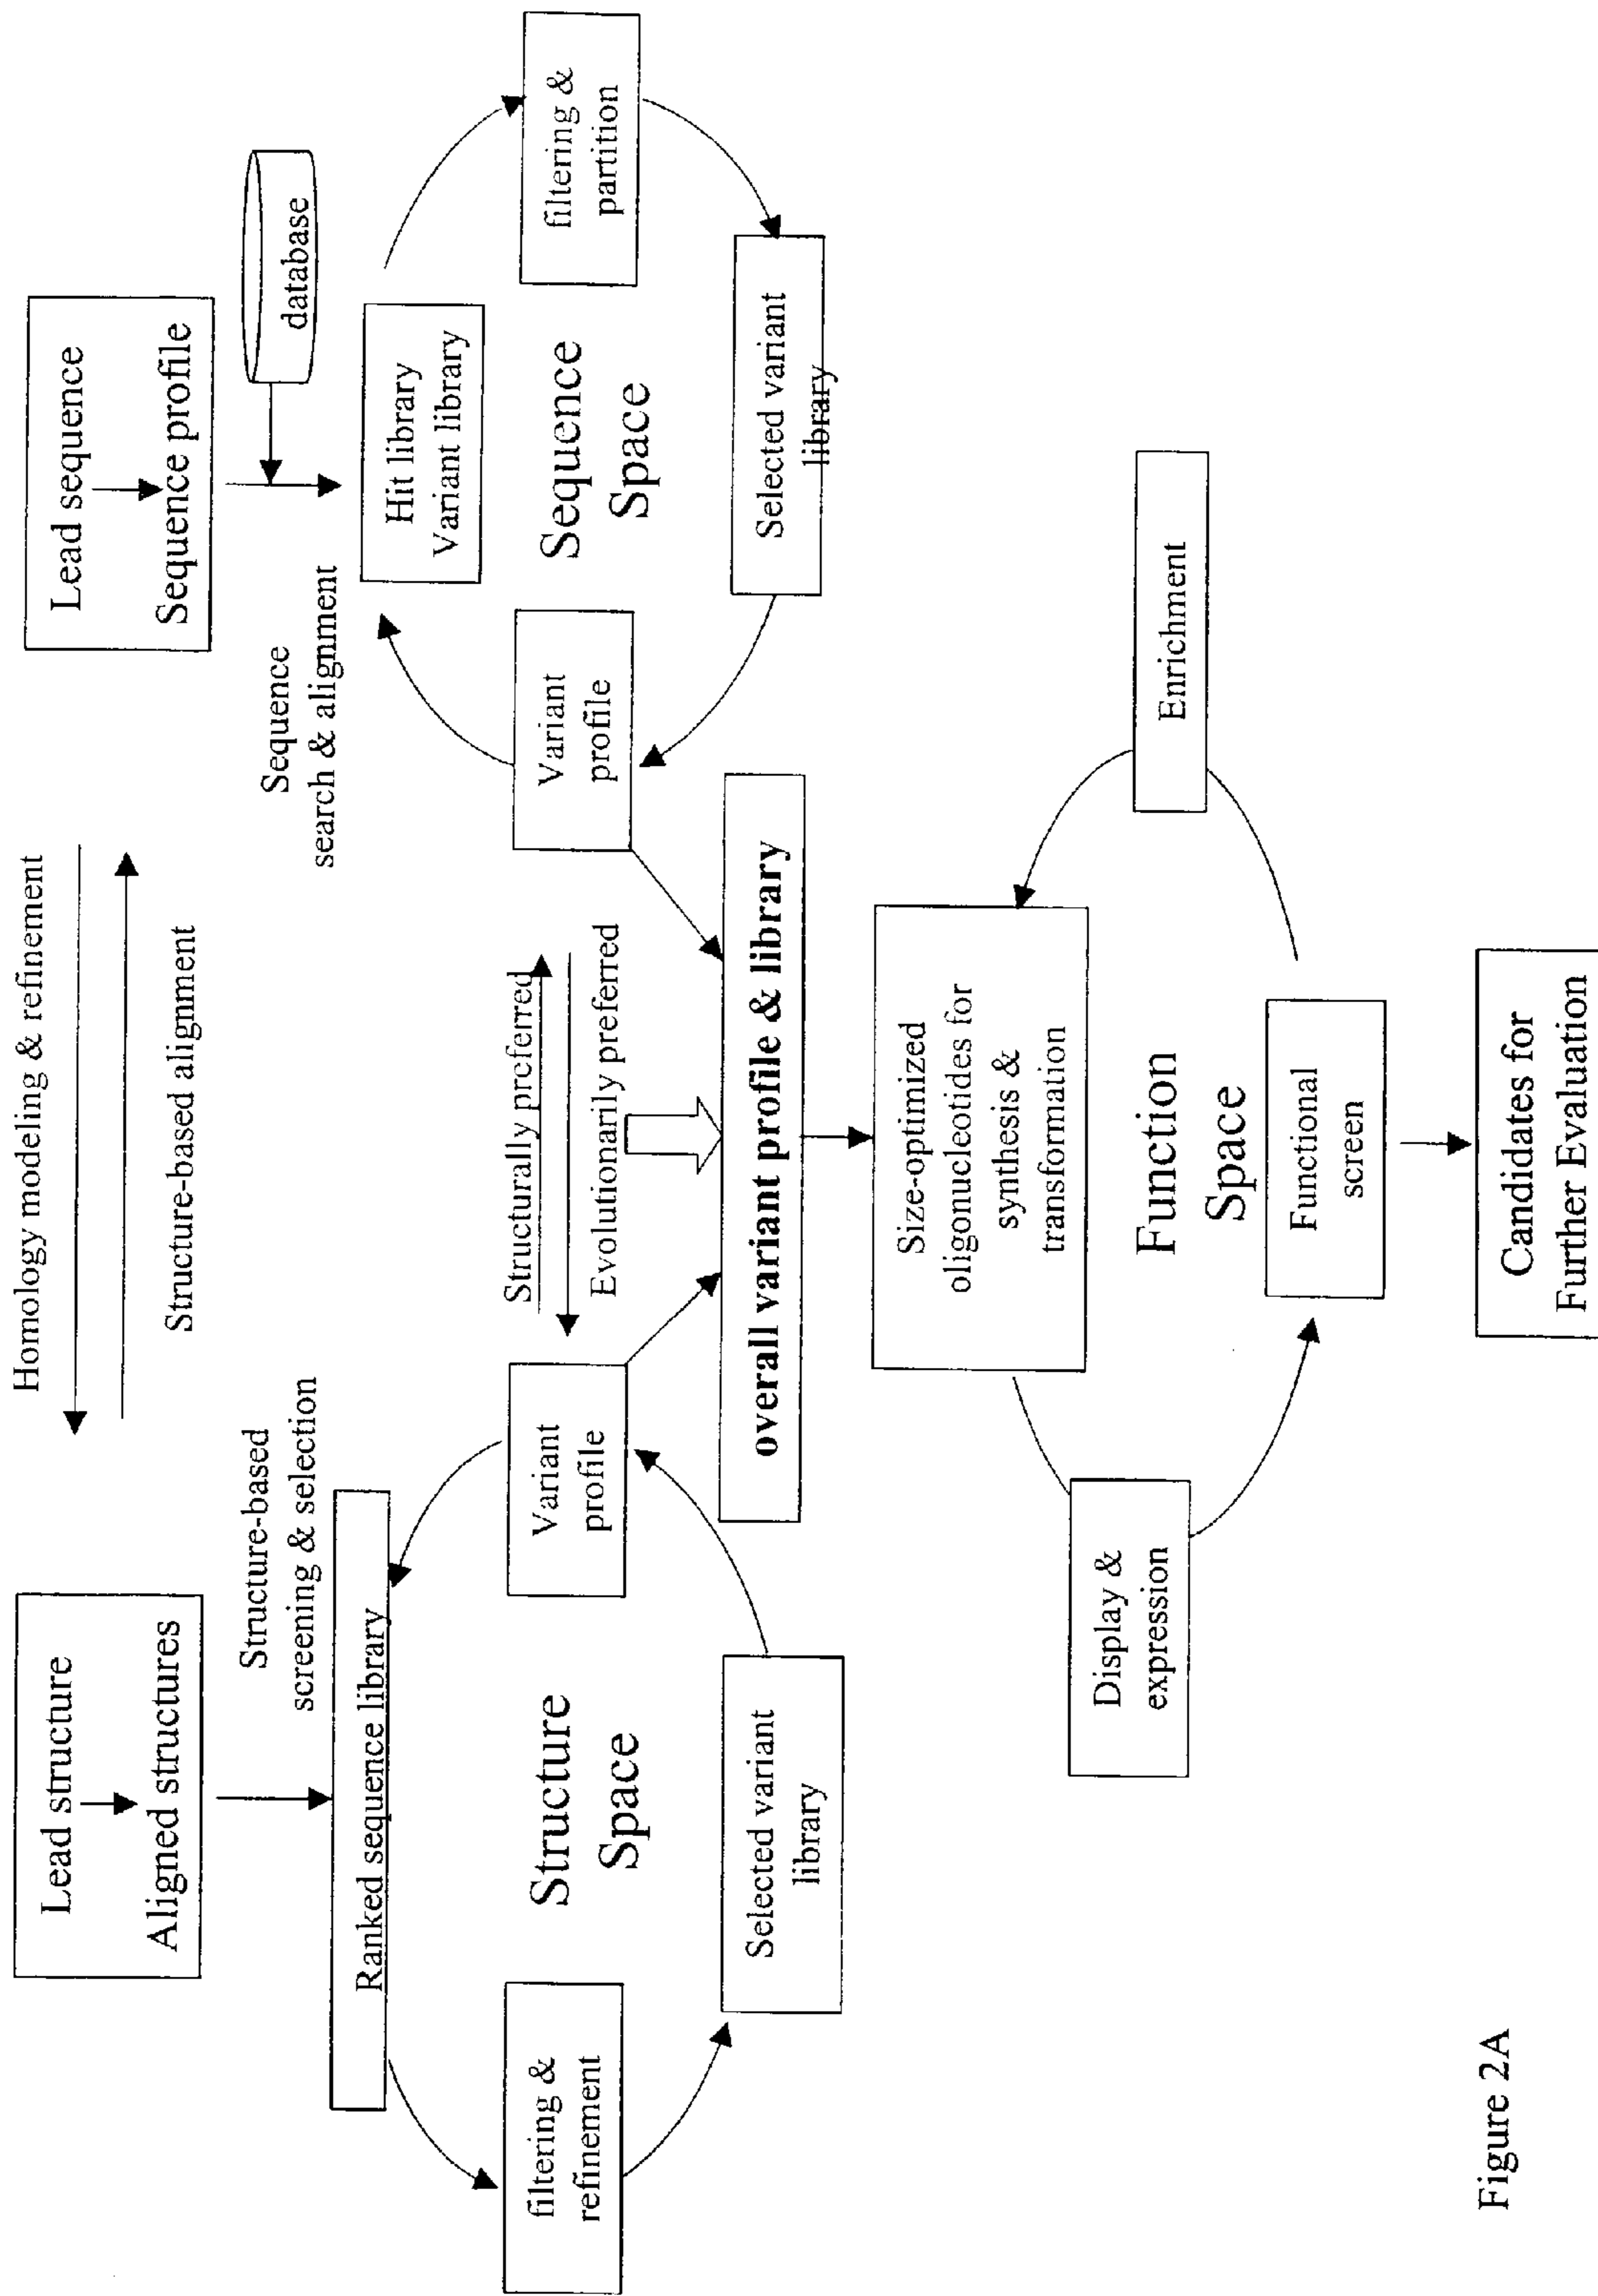 Homology modeling & refinement
Structure-based alignment
Lead structure
Aligned structures
Structure-based
screening & selection
Ranked sequence library
filtering &
refinement
Structure
Space
Variant
profile
Selected variant
library
Lead sequence
Sequence profile
database
Sequence
search & alignment
Hit library
Variant library
filtering &
partition
Sequence
Space
Variant
profile
Selected variant
library
Structurally preferred
Evolutionarily preferred
overall variant profile & library
Size-optimized
oligonucleotides for
synthesis &
transformation
Enrichment
Function
Space
Display &
expression
Functional
screen
Candidates for
Further Evaluation
Figure 2A